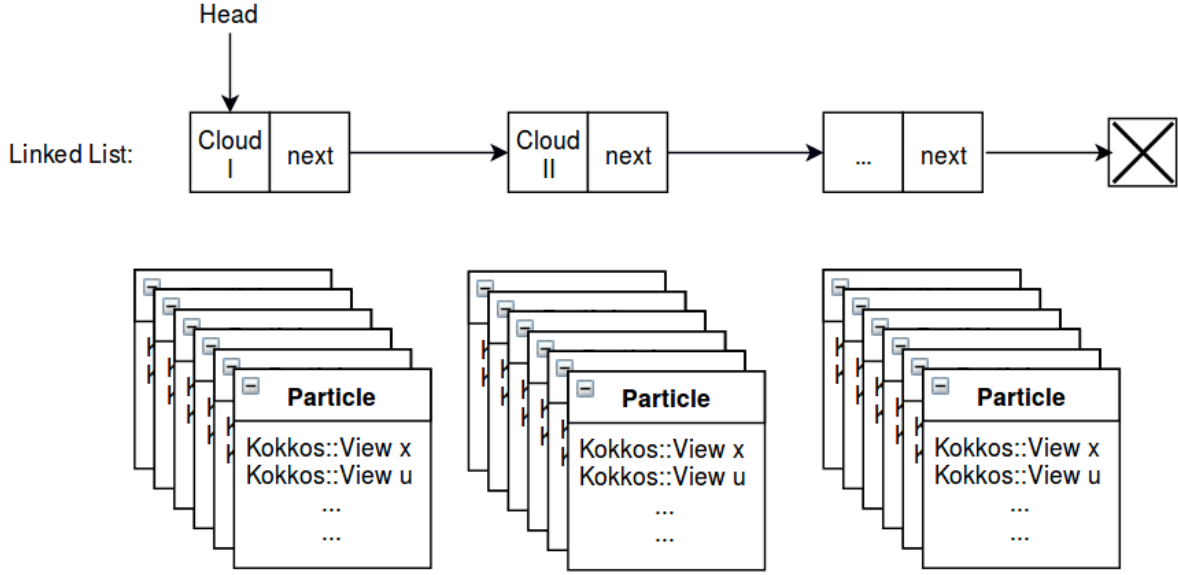 Head
Linked List:
Cloud
I
next
Cloud
II
next
...
next
Particle
Kokkos::View x
Kokkos::View u
...
...
Particle
Kokkos::View x
Kokkos::View u
...
...
Particle
Kokkos::View x
Kokkos::View u
...
...